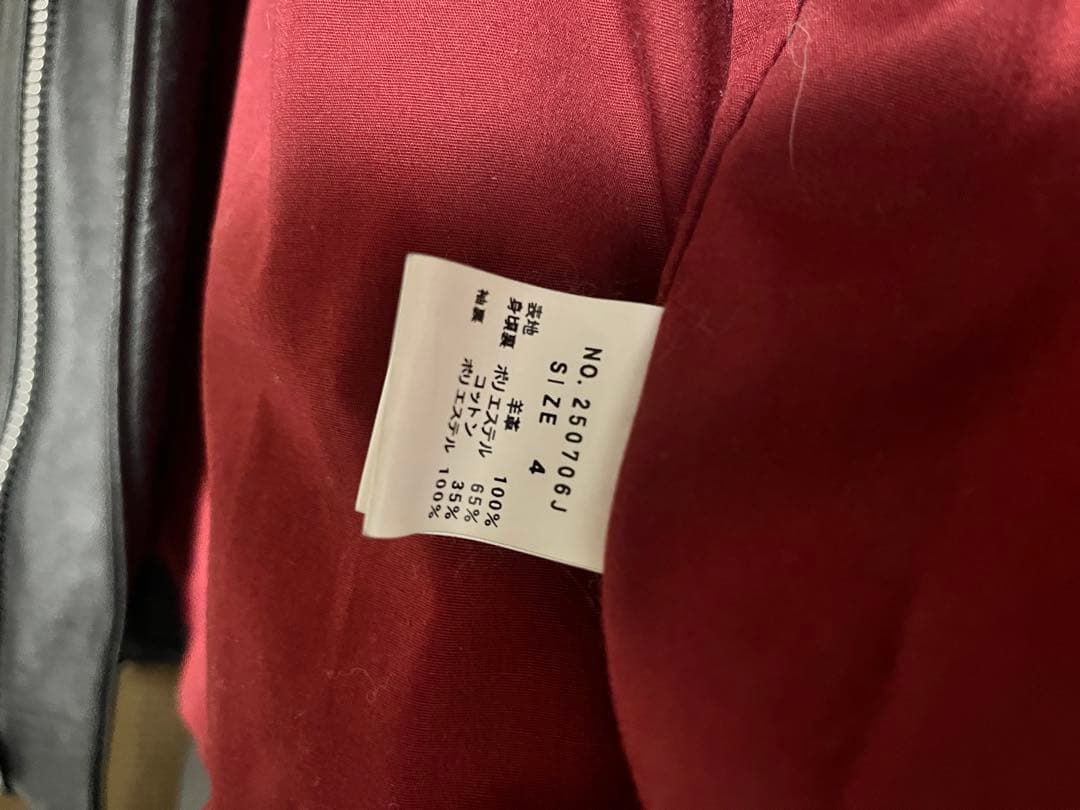 NO. 250706J
SIZE 4
表地 羊革 100%
身頃裏 ポリエステル 65%
コットン 35%
袖裏 ポリエステル 100%